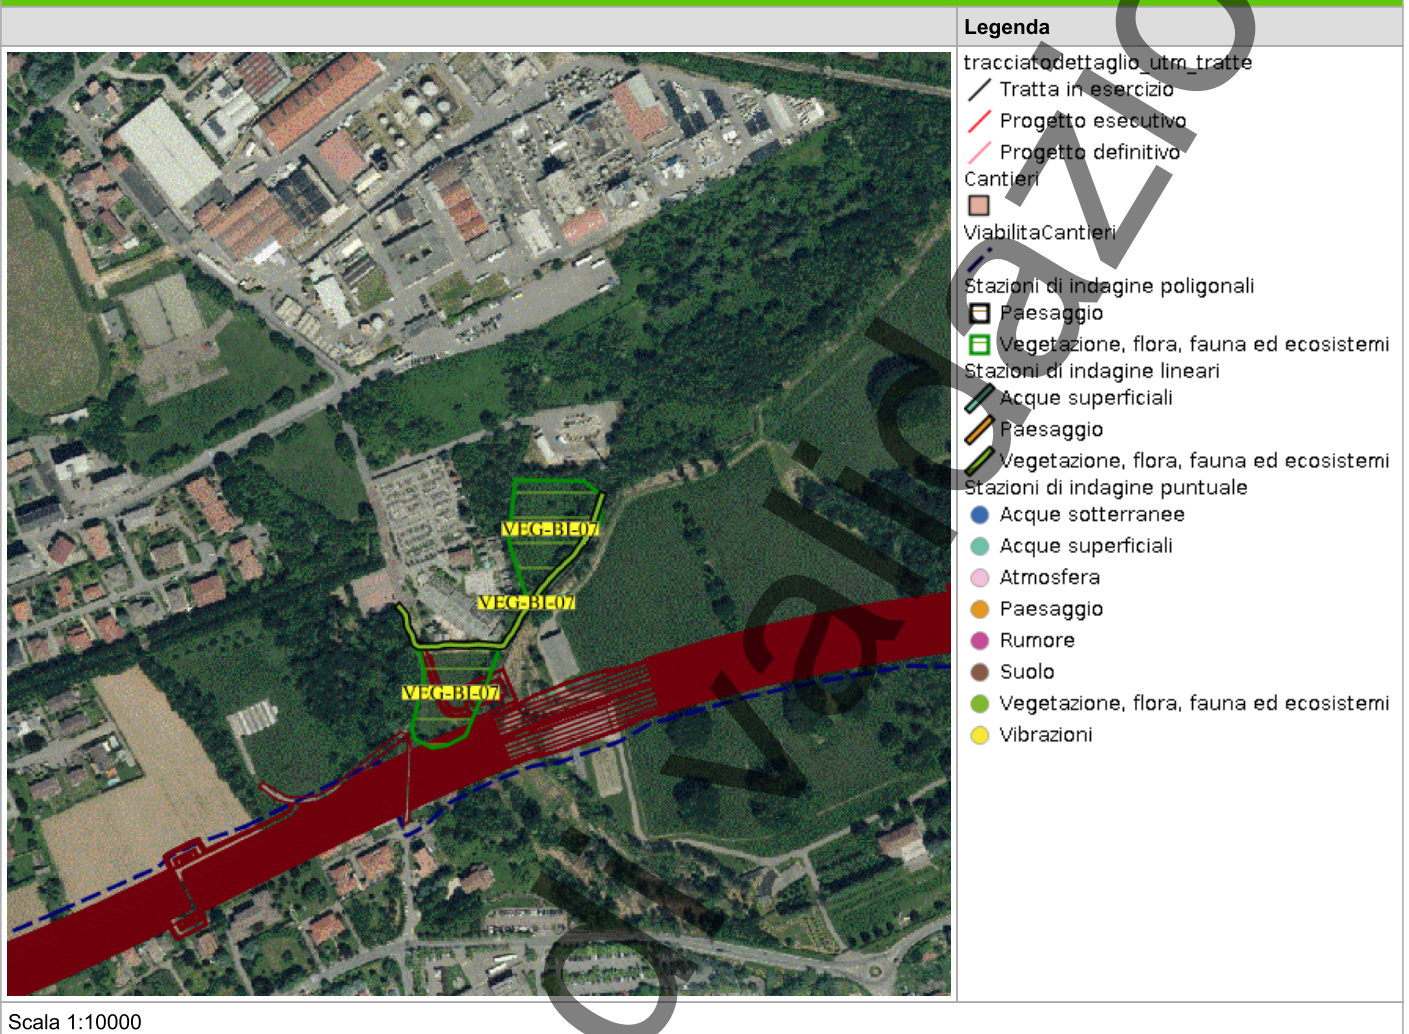 Legenda
tracciatodettaglio_utm_tratte
Tratta in esercizio
Progetto esecutivo
Progetto definitivo
Cantieri
ViabilitaCantieri
Stazioni di indagine poligonali
Paesaggio
Vegetazione, flora, fauna ed ecosistemi
Stazioni di indagine lineari
Acque superficiali
Paesaggio
Vegetazione, flora, fauna ed ecosistemi
Stazioni di indagine puntuale
Acque sotterranee
Acque superficiali
Atmosfera
Paesaggio
Rumore
Suolo
Vegetazione, flora, fauna ed ecosistemi
Vibrazioni
VEG-BI-07
VEG-BI-07
VEG-BI-07
di validazio
Scala 1:10000